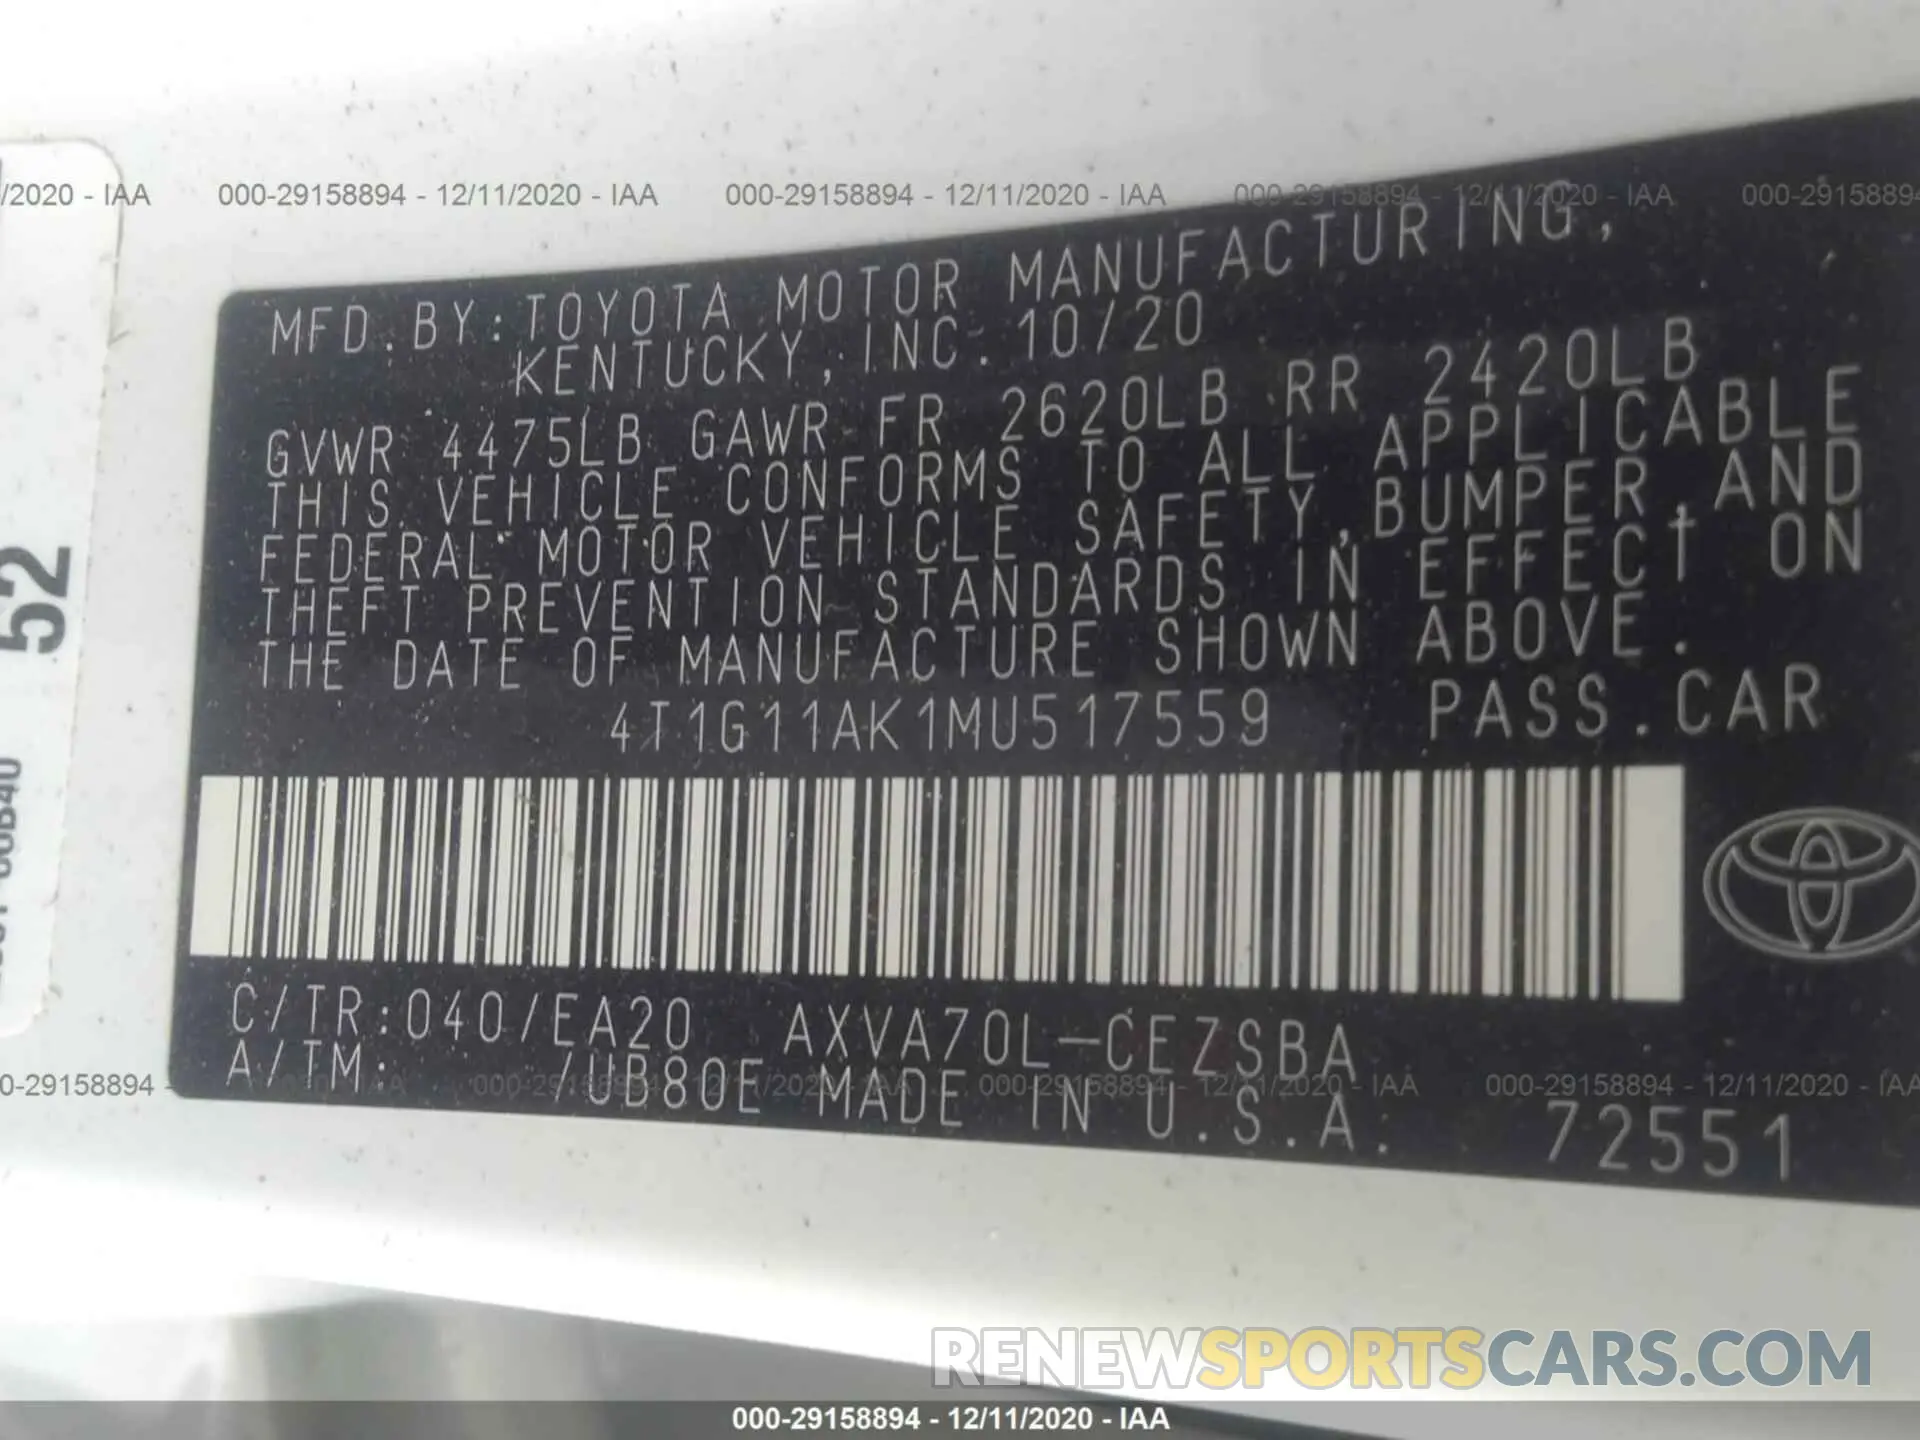 /2020 - IAA 000-29158894 - 12/11/2020 - IAA 000-29158894 - 12/11/2020 - IAA 000-29158894 - 12/11/2020 - IAA 000-29158894
MFD. BY: TOYOTA MOTOR MANUFACTURING,
KENTUCKY, INC. 10/20
GVWR 4475LB GAWR FR 2620LB RR 2420LB
THIS VEHICLE CONFORMS TO ALL APPLICABLE
FEDERAL MOTOR VEHICLE SAFETY, BUMPER, AND
THEFT PREVENTION STANDARDS IN EFFECT ON
THE DATE OF MANUFACTURE SHOWN ABOVE.
4T1G11AK1MU517559 PASS. CAR
52
C/TR: 040/EA20 AXVA70L-CEZSBA
A/TM: /UB80E MADE IN U.S.A.
72551
0-29158894 - 000-29158894 - 12/11/2020 - IAA 000-29158894 - 12/11/2020 - IAA 000-29158894 - 12/11/2020 - IAA
RENEWSPORTSCARS.COM
000-29158894 - 12/11/2020 - IAA